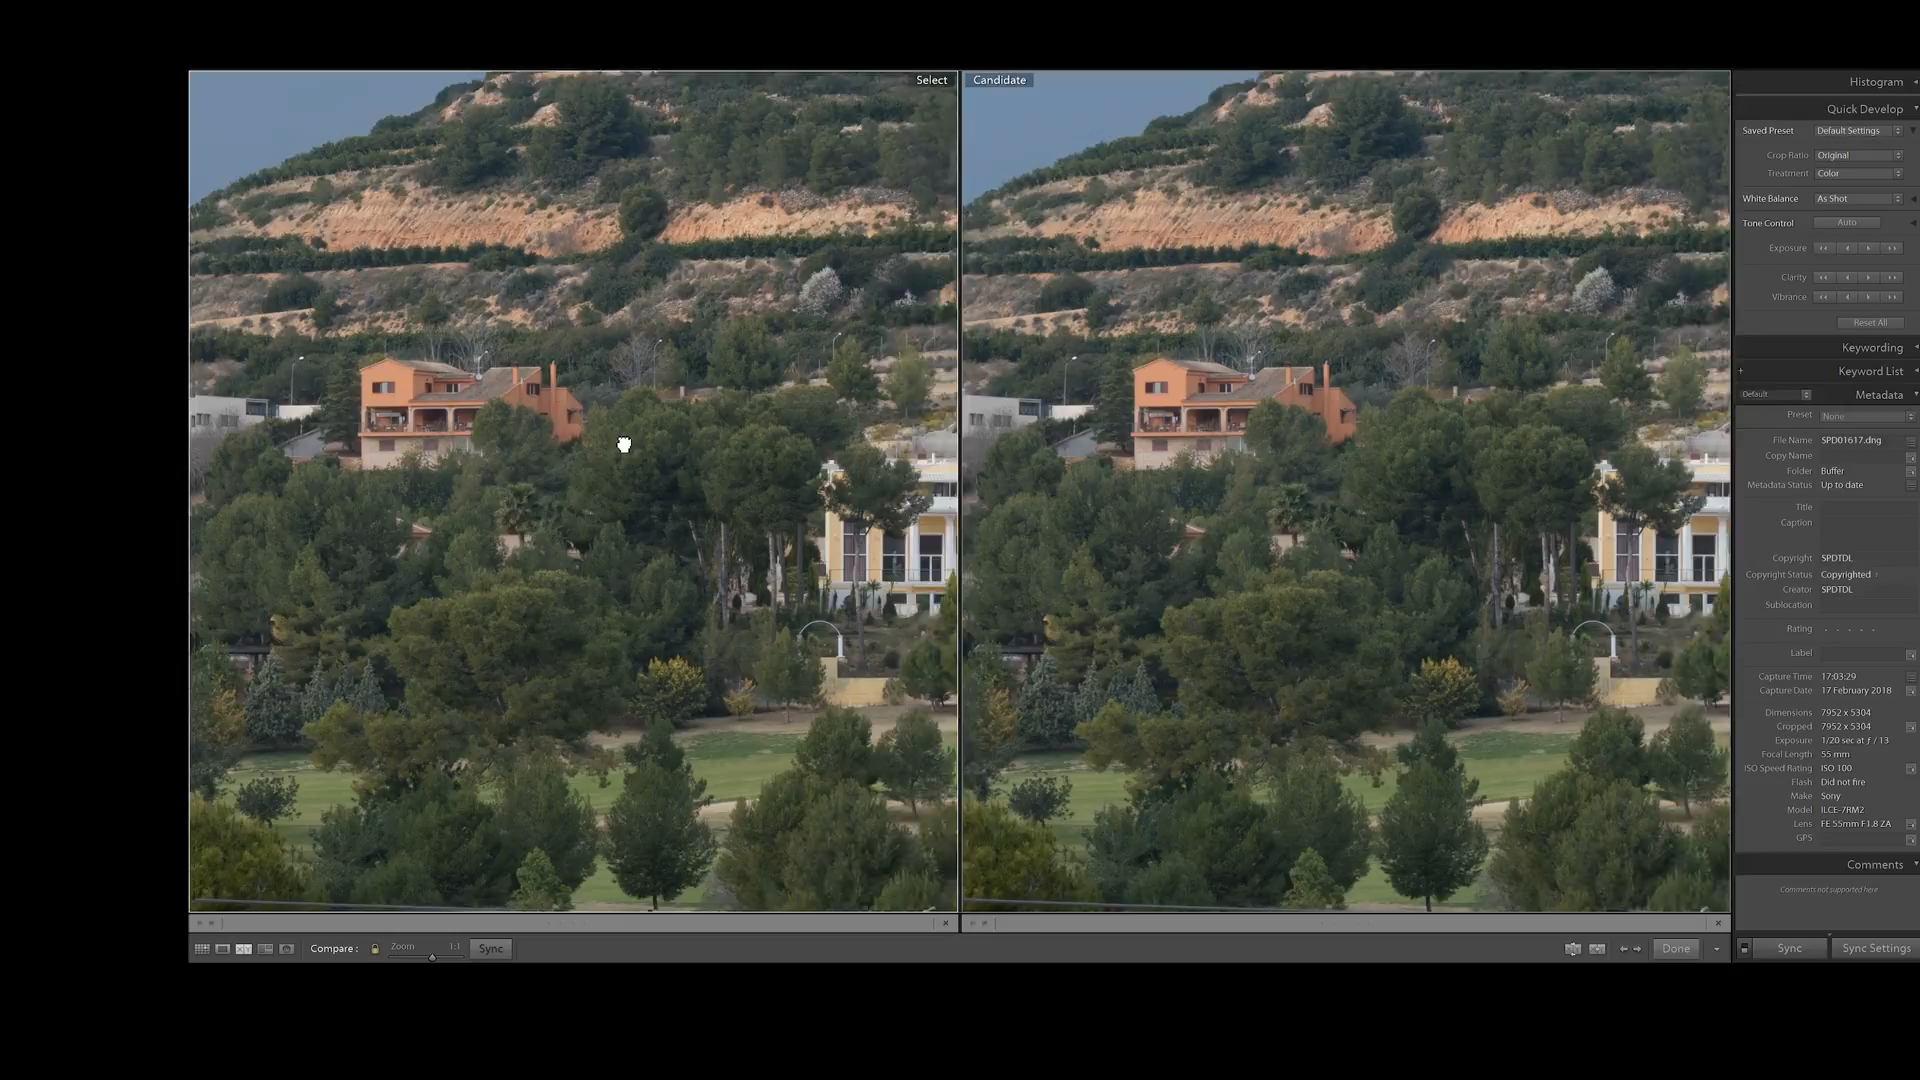 Select
Candidate
Histogram
Quick Develop
Saved Preset Default Settings
Crop Ratio Original
Treatment Color
White Balance As Shot
Tone Control Auto
Exposure
Clarity
Vibrance
Reset All
Keywording
+ Keyword List
Default Metadata
Preset None
File Name SPD01617.dng
Copy Name
Folder Buffer
Metadata Status Up to date
Title
Caption
Copyright SPDTDL
Copyright Status Copyrighted
Creator SPDTDL
Sublocation
Rating
Label
Capture Time 17:03:29
Capture Date 17 February 2018
Dimensions 7952 x 5304
Cropped 7952 x 5304
Exposure 1/20 sec at ƒ / 13
Focal Length 55 mm
ISO Speed Rating ISO 100
Flash Did not fire
Make Sony
Model ILCE-7RM2
Lens FE 55mm F1.8 ZA
GPS
Comments
Comments not supported here
Compare : Zoom 1:1 Sync
Done
Sync Sync Settings